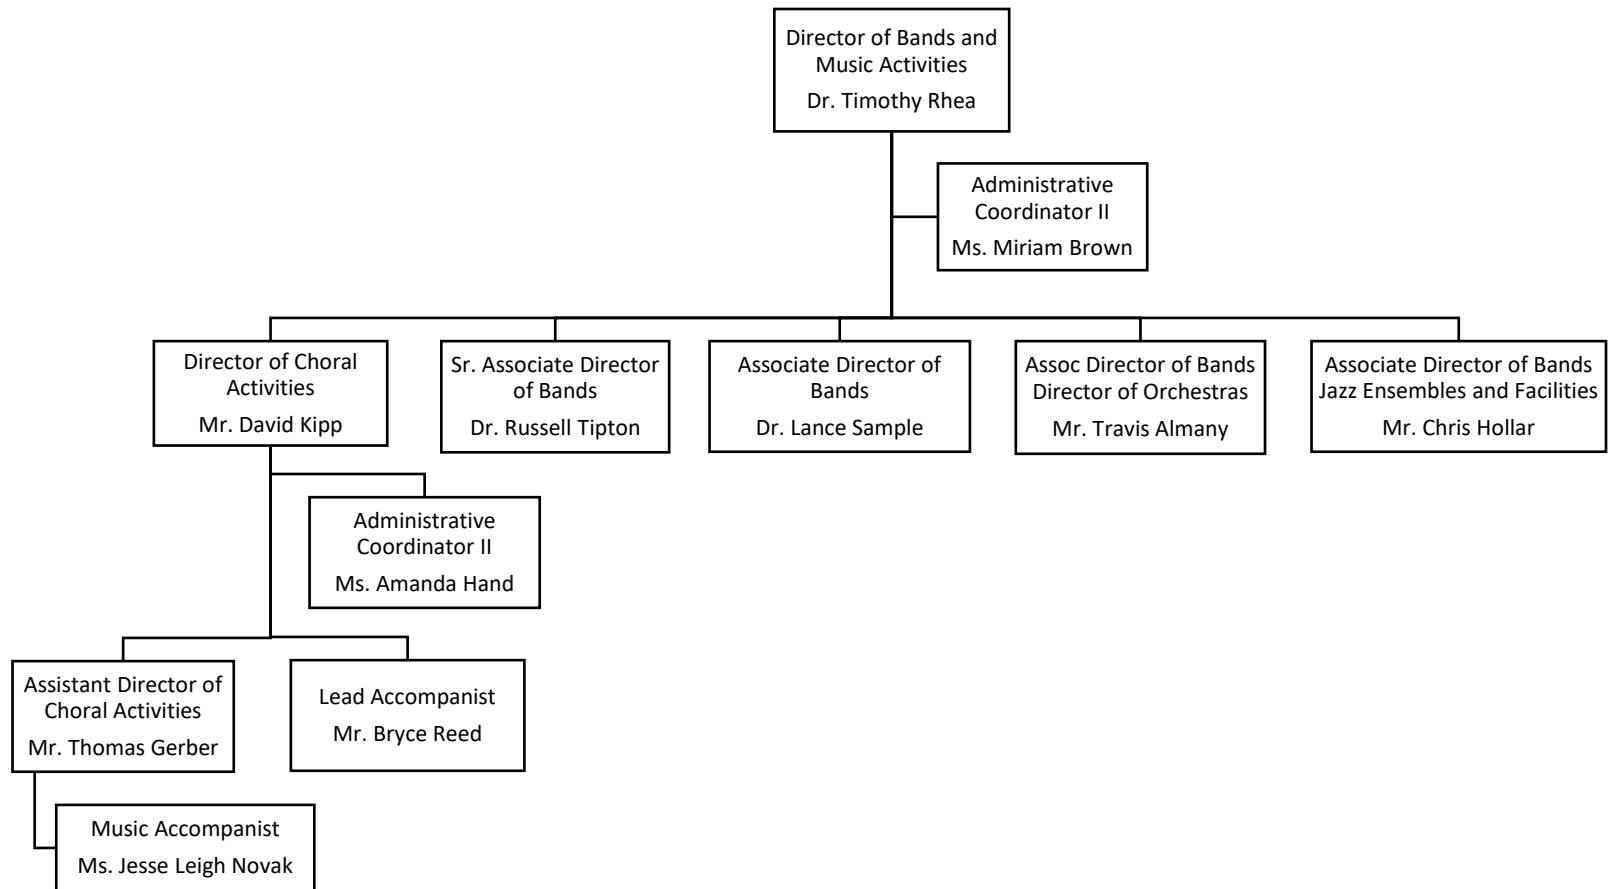 Director of Bands and
Music Activities
Dr. Timothy Rhea
Administrative
Coordinator II
Ms. Miriam Brown
Director of Choral
Activities
Mr. David Kipp
Sr. Associate Director
of Bands
Dr. Russell Tipton
Associate Director of
Bands
Dr. Lance Sample
Assoc Director of Bands
Director of Orchestras
Mr. Travis Almany
Associate Director of Bands
Jazz Ensembles and Facilities
Mr. Chris Hollar
Administrative
Coordinator II
Ms. Amanda Hand
Assistant Director of
Choral Activities
Mr. Thomas Gerber
Lead Accompanist
Mr. Bryce Reed
Music Accompanist
Ms. Jesse Leigh Novak